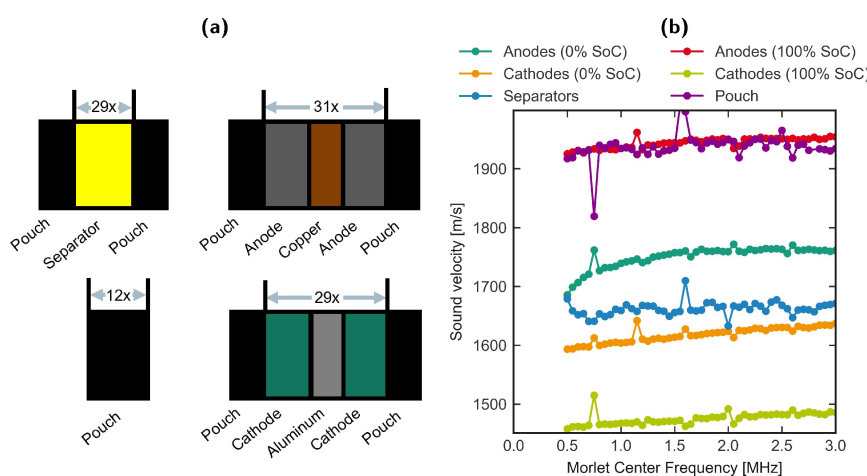 (a)
29x
31x
Pouch
Separator
Pouch
Pouch
Anode
Copper
Anode
Pouch
12x
29x
Pouch
Pouch
Cathode
Aluminum
Cathode
Pouch
(b)
Anodes (0% SoC)
Anodes (100% SoC)
Cathodes (0% SoC)
Cathodes (100% SoC)
Separators
Pouch
Sound velocity [m/s]
1900
1800
1700
1600
1500
0.0 0.5 1.0 1.5 2.0 2.5 3.0
Morlet Center Frequency [MHz]